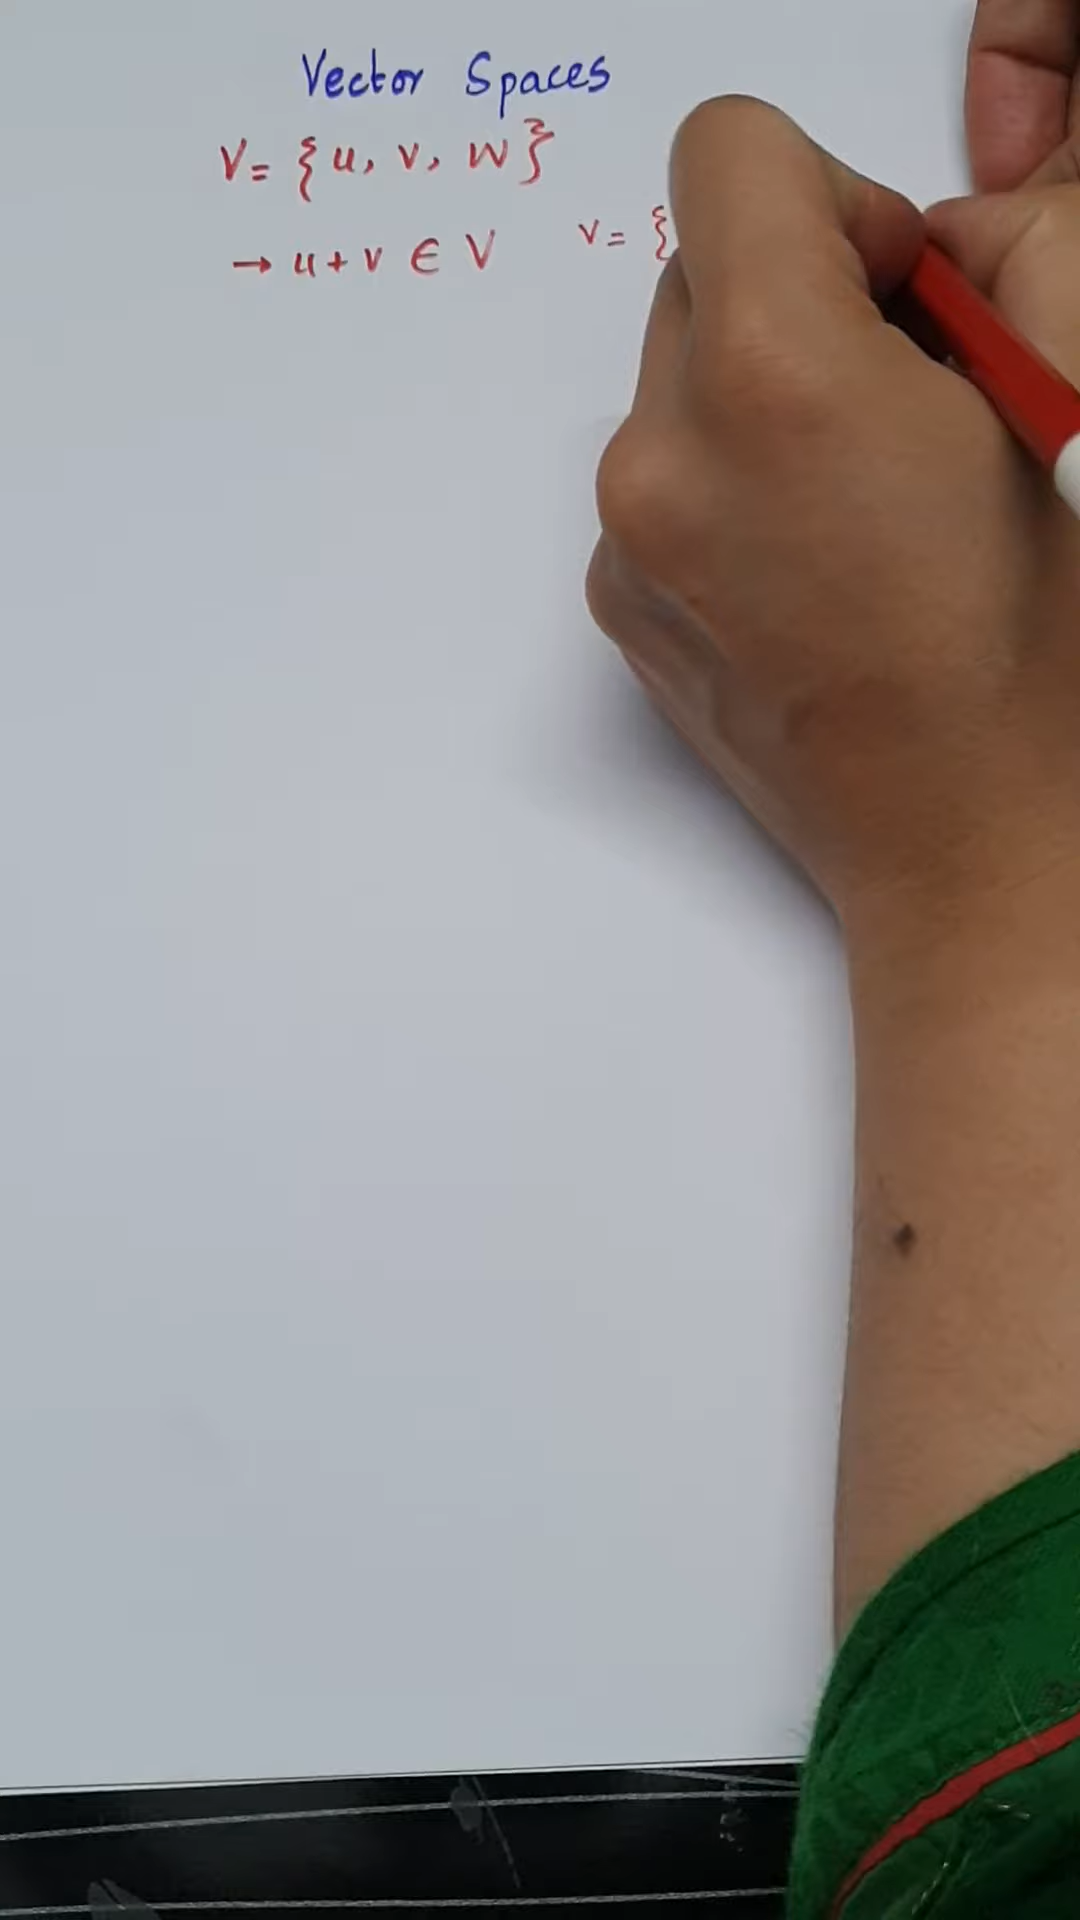 Vector Spaces
V = {u, v, w}
→ u + v ∈ V v = {